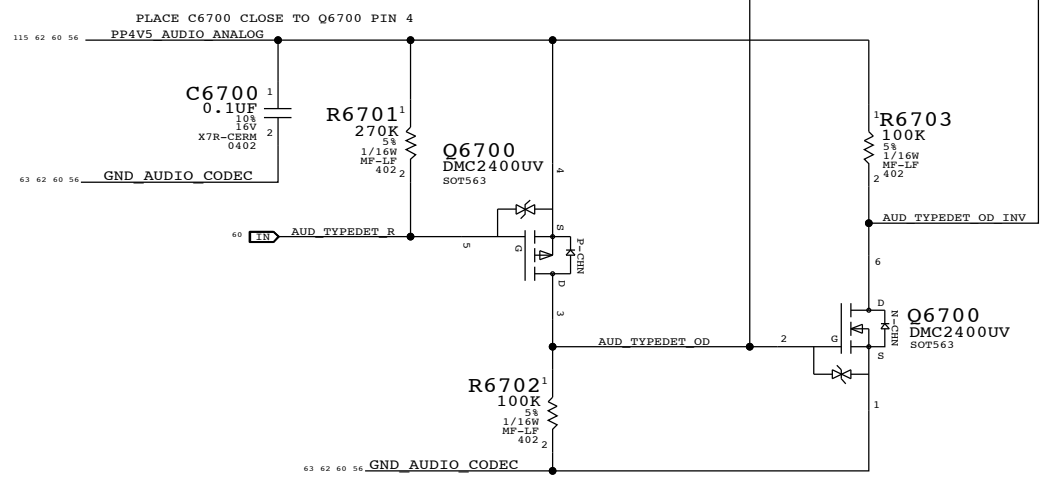 PLACE C6700 CLOSE TO Q6700 PIN 4
115 62 60 56 PP4V5_AUDIO_ANALOG
C6700
0.1UF
10%
16V
X7R-CERM
0402
1
2
63 62 60 56 GND_AUDIO_CODEC
R6701
270K
5%
1/16W
MF-LF
402
1
2
Q6700
DMC2400UV
SOT563
4
S
G
P-CHN
D
3
60 IN AUD_TYPEDET_R
5
R6703
100K
5%
1/16W
MF-LF
402
1
2
AUD_TYPEDET_OD_INV
6
D
N-CHN
G
S
Q6700
DMC2400UV
SOT563
AUD_TYPEDET_OD
2
1
R6702
100K
5%
1/16W
MF-LF
402
1
2
63 62 60 56 GND_AUDIO_CODEC